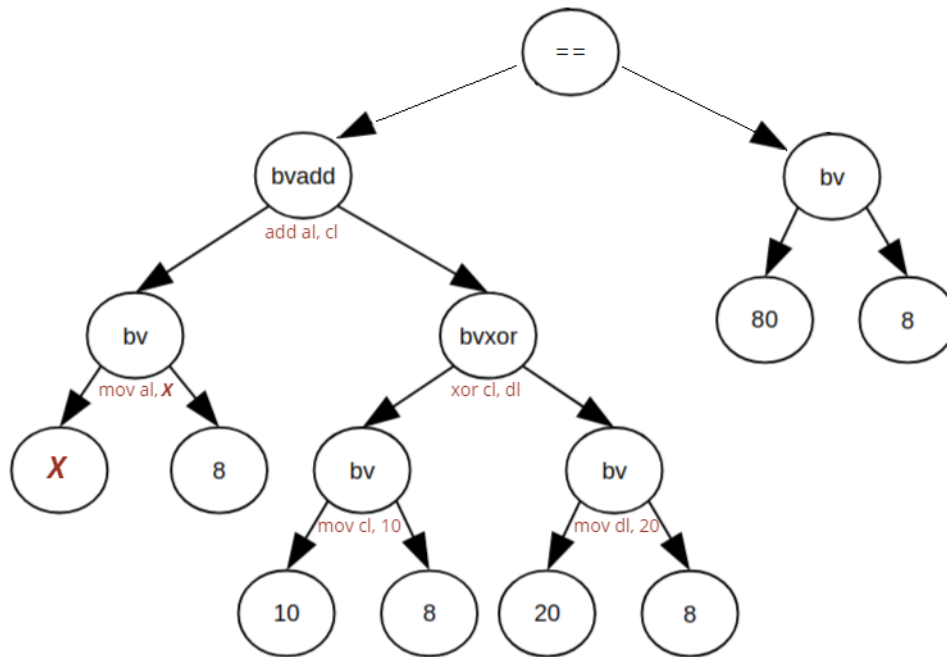 ==
bvadd
bv
add al, cl
80
8
bv
bvxor
mov al, X
xor cl, dl
X
8
bv
bv
mov cl, 10
mov dl, 20
10
8
20
8